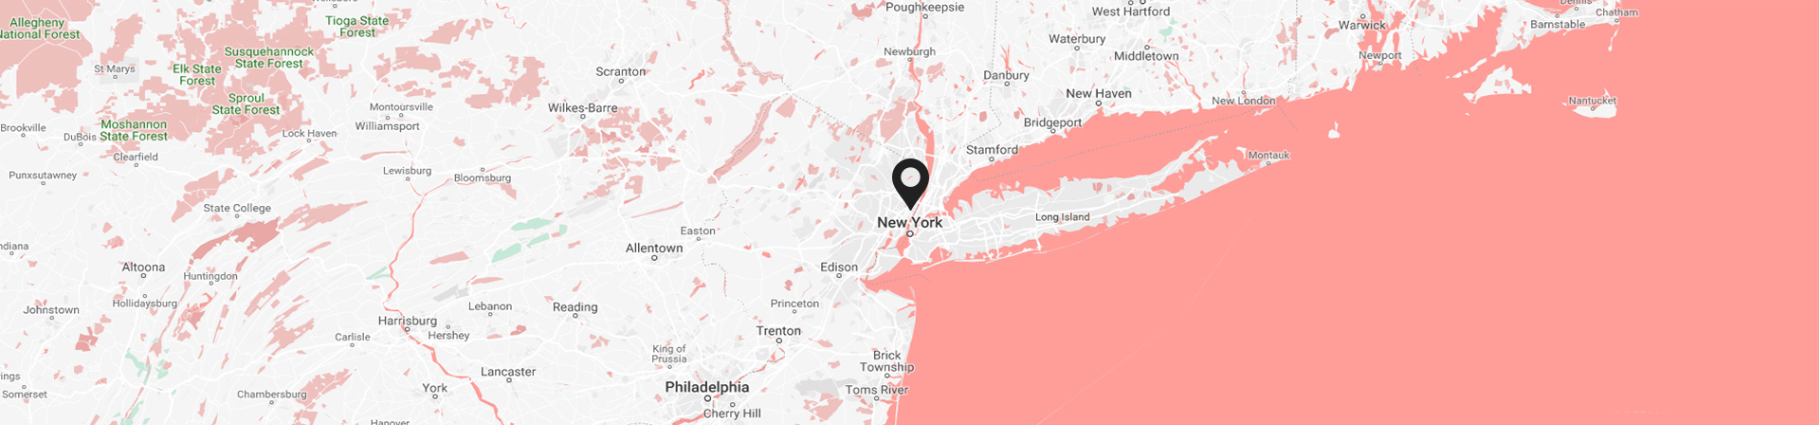 Poughkeepsie
West Hartford
Dennis
Chatham
Barnstable
Warwick
Tioga State
Forest
Allegheny
National Forest
Waterbury
Middletown
Newport
Newburgh
Susquehannock
State Forest
St Marys
Elk State
Forest
Scranton
Danbury
New Haven
New London
Nantucket
Sproul
State Forest
Montoursville
Wilkes-Barre
Bridgeport
Brookville
DuBois
Moshannon
State Forest
Lock Haven
Williamsport
Stamford
Montauk
Clearfield
Punxsutawney
Lewisburg
Bloomsburg
State College
New York
Long Island
Easton
Allentown
ndiana
Altoona
Huntingdon
Edison
Hollidaysburg
Johnstown
Lebanon
Reading
Princeton
Harrisburg
Hershey
Carlisle
Trenton
King of
Prussia
Brick
Township
Lancaster
York
Philadelphia
Toms River
ings
Somerset
Chambersburg
Cherry Hill
Hanover